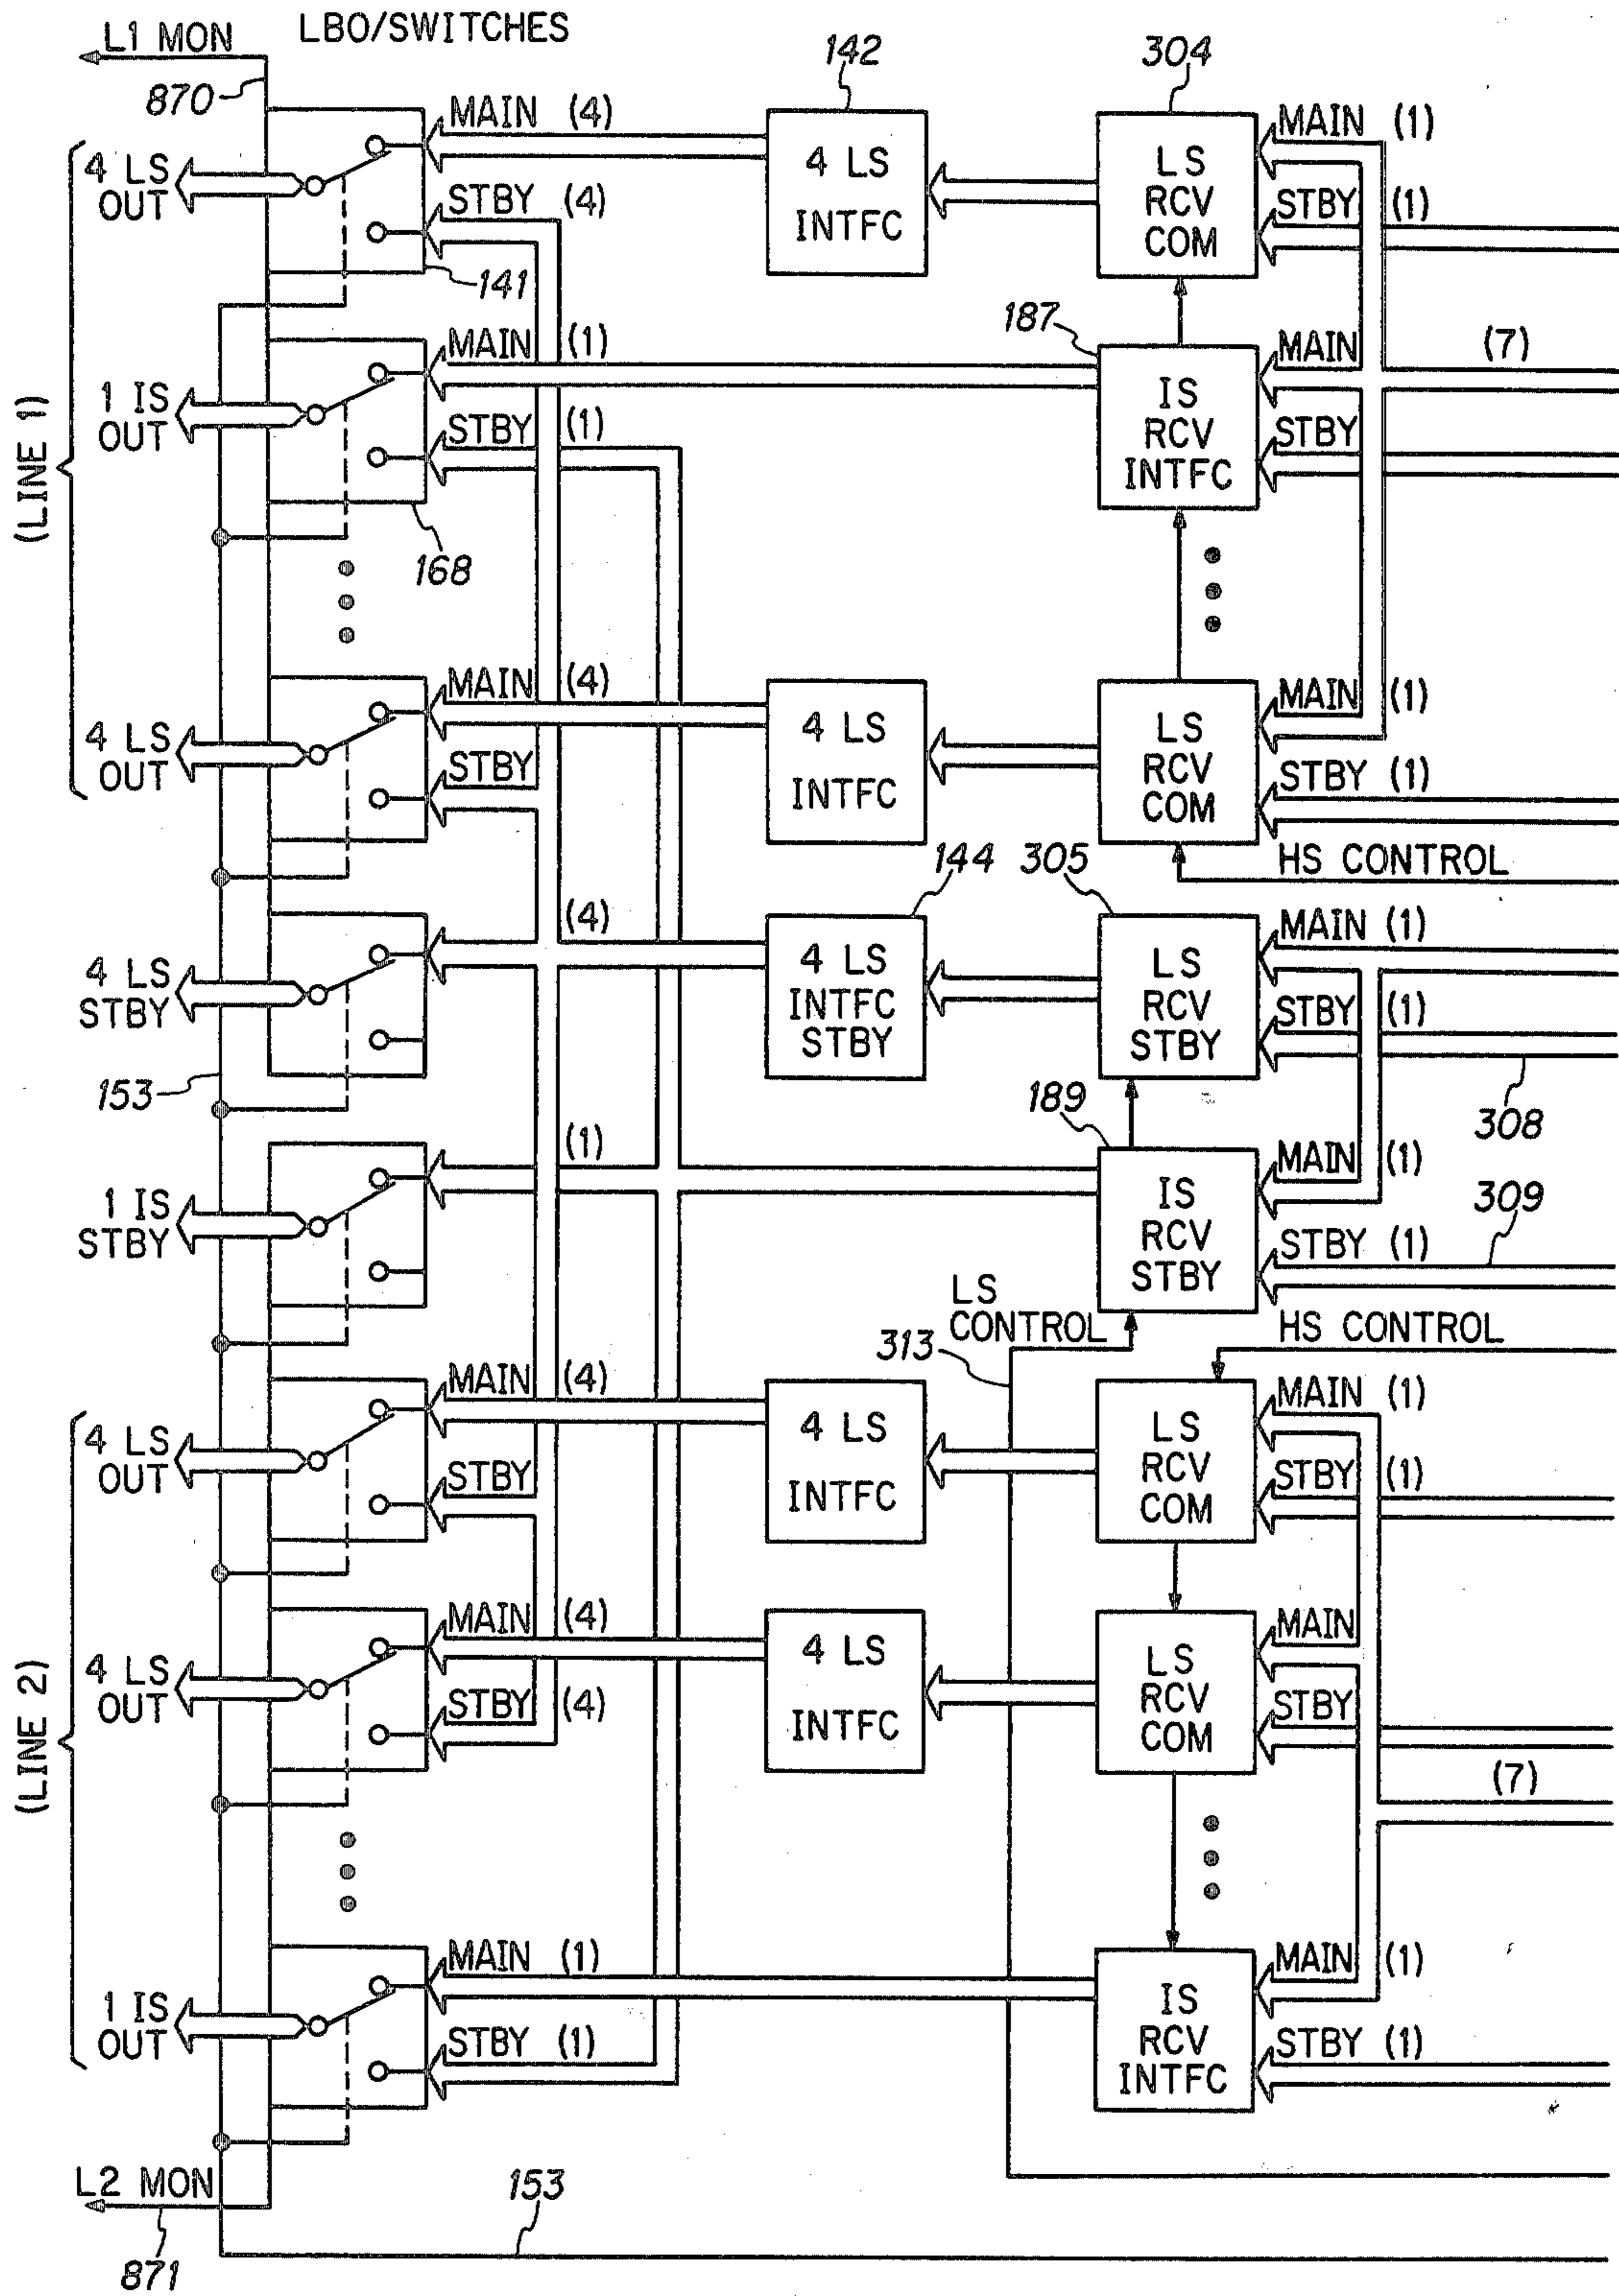 L1 MON
LBO/SWITCHES
870
142
304
MAIN (4)
MAIN (1)
4 LS
OUT
4 LS
INTFC
LS
RCV
COM
STBY (4)
STBY (1)
141
187
(LINE 1)
MAIN (1)
MAIN
(7)
1 IS
OUT
IS
RCV
INTFC
STBY (1)
STBY
168
MAIN (4)
MAIN (1)
4 LS
OUT
4 LS
INTFC
LS
RCV
COM
STBY
STBY (1)
HS CONTROL
144
305
(4)
MAIN (1)
4 LS
STBY
4 LS
INTFC
STBY
LS
RCV
STBY
STBY (1)
153
189
308
(1)
MAIN (1)
309
1 IS
STBY
IS
RCV
STBY
STBY (1)
LS
CONTROL
313
HS CONTROL
MAIN (4)
MAIN (1)
4 LS
OUT
4 LS
INTFC
LS
RCV
COM
STBY
STBY (1)
(LINE 2)
MAIN (4)
MAIN
4 LS
OUT
4 LS
INTFC
LS
RCV
COM
STBY (4)
STBY
(7)
MAIN (1)
MAIN (1)
1 IS
OUT
IS
RCV
INTFC
STBY (1)
STBY (1)
L2 MON
153
871